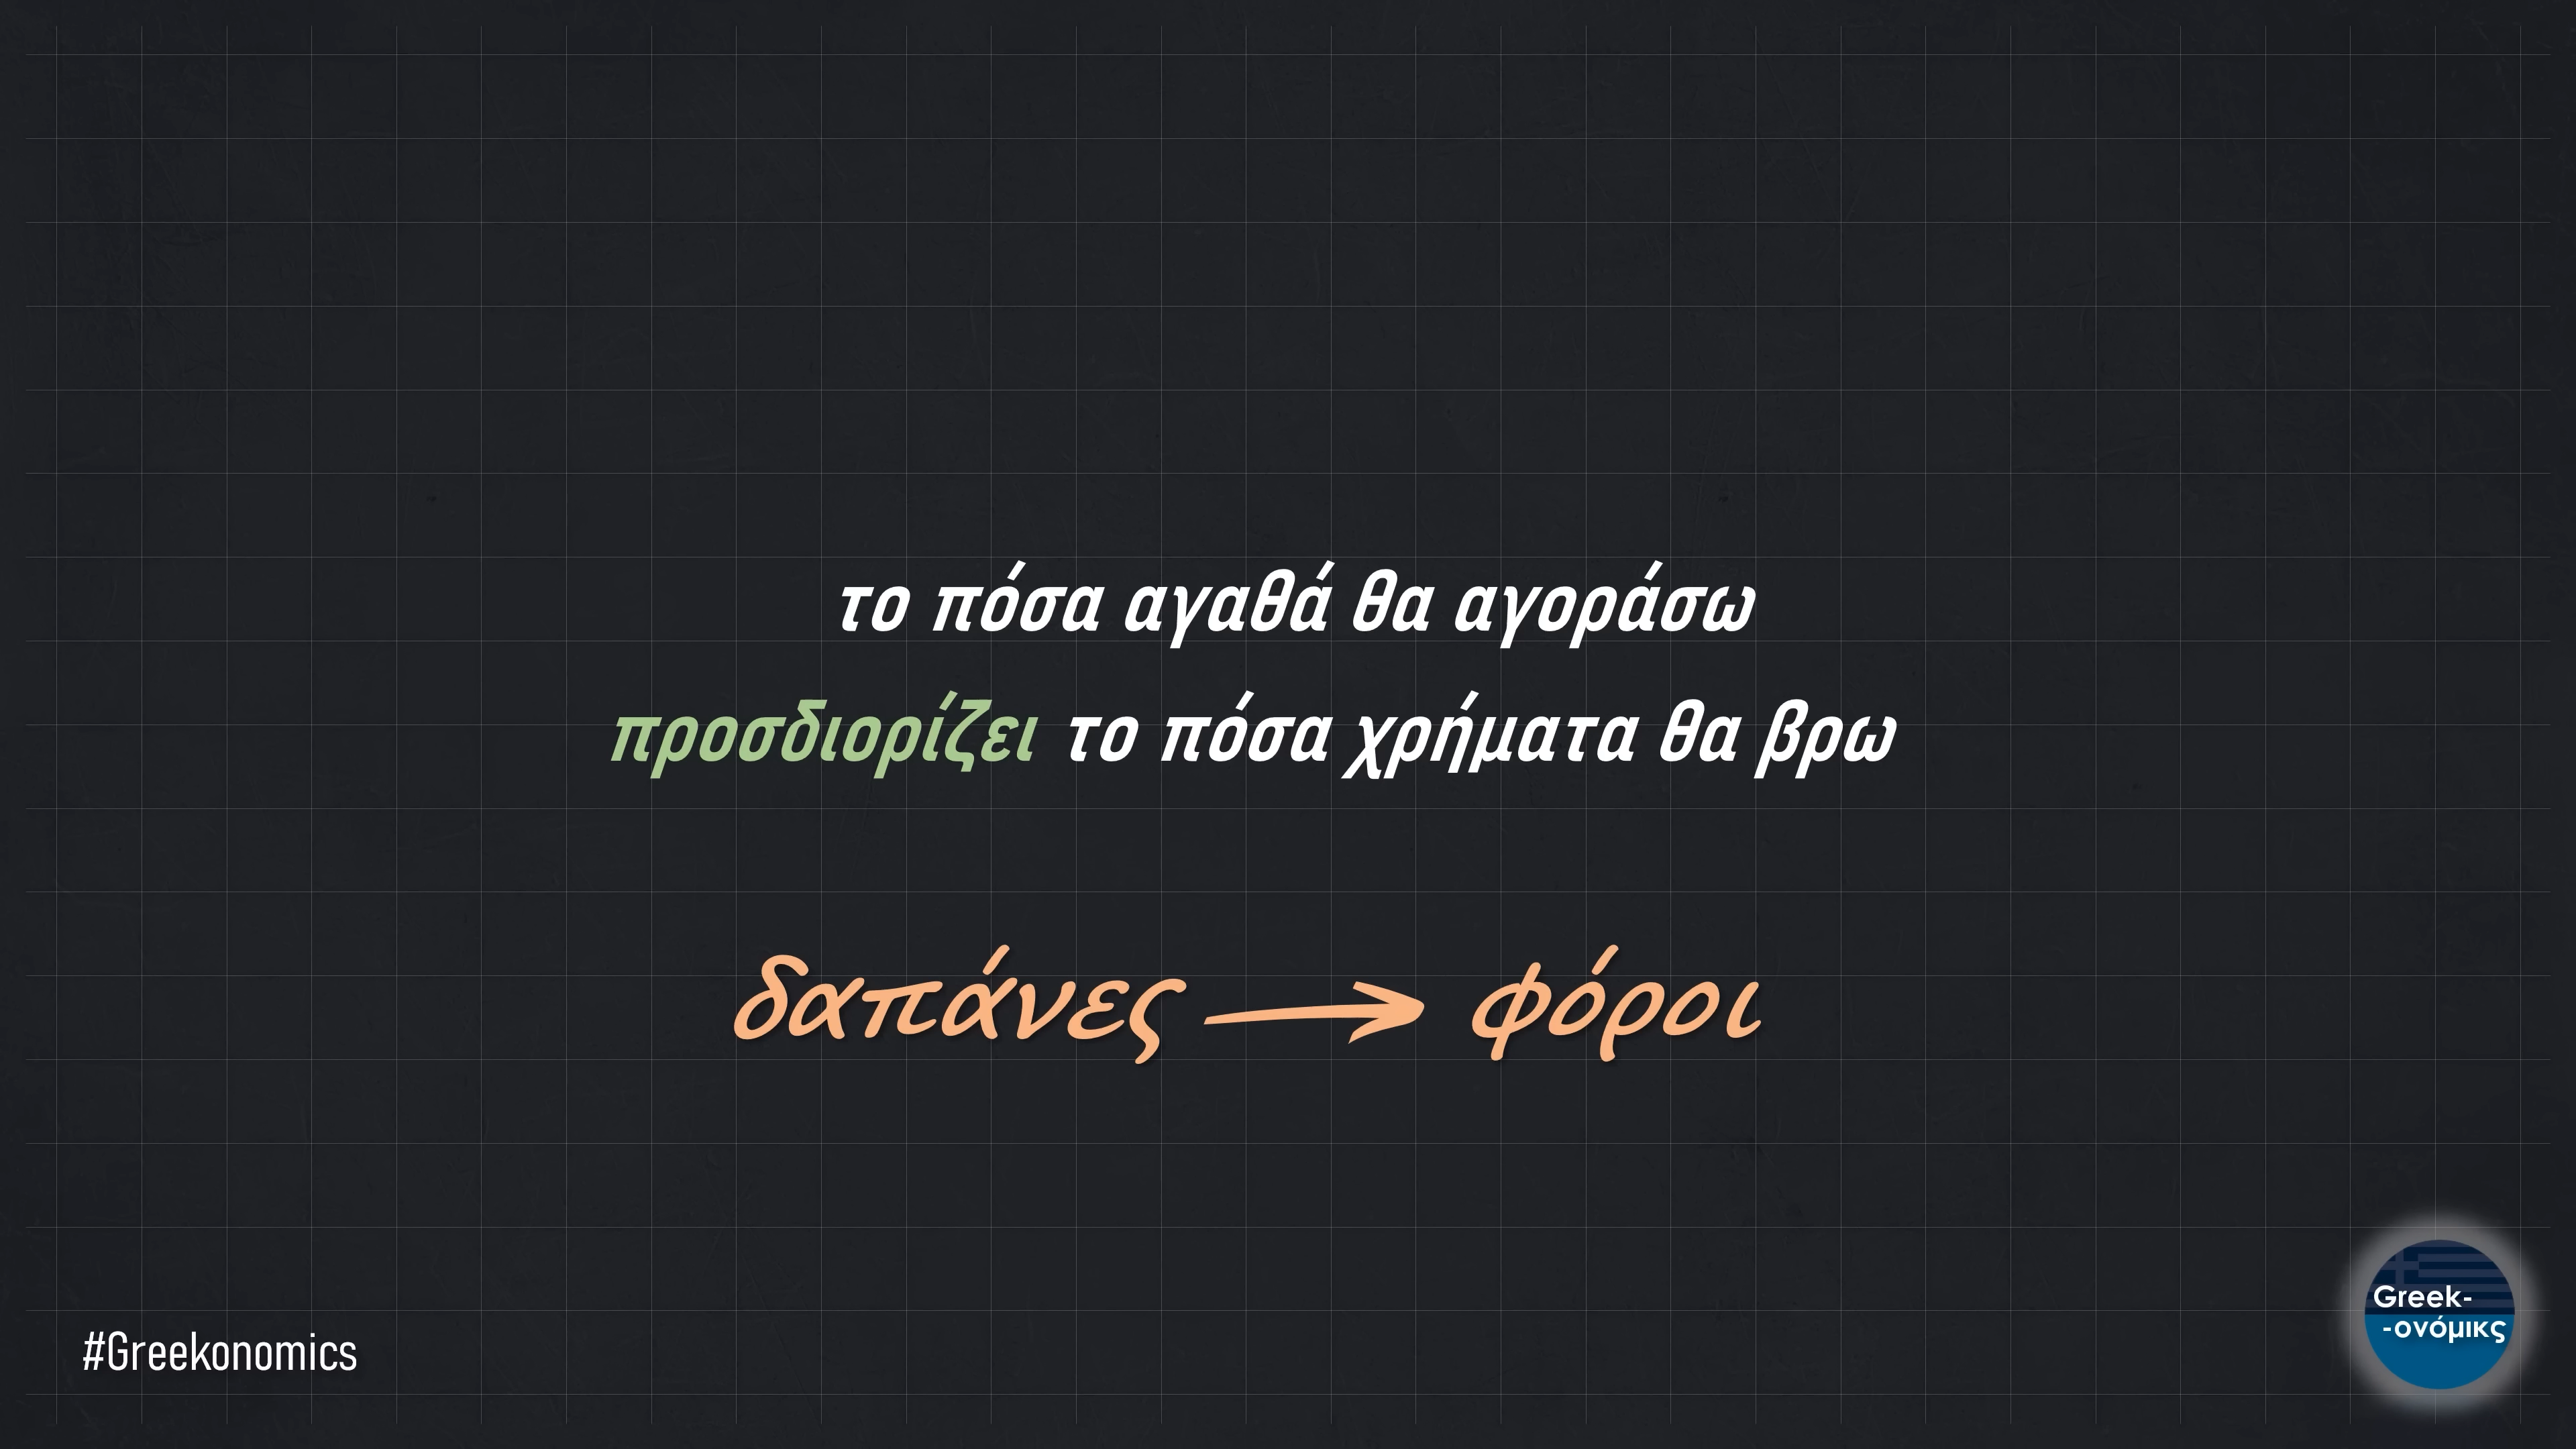 το πόσα αγαθά θα αγοράσω
προσδιορίζει το πόσα χρήματα θα βρω
δαπάνες → φόροι
#Greekonomics
Greek-
-ονόμικς